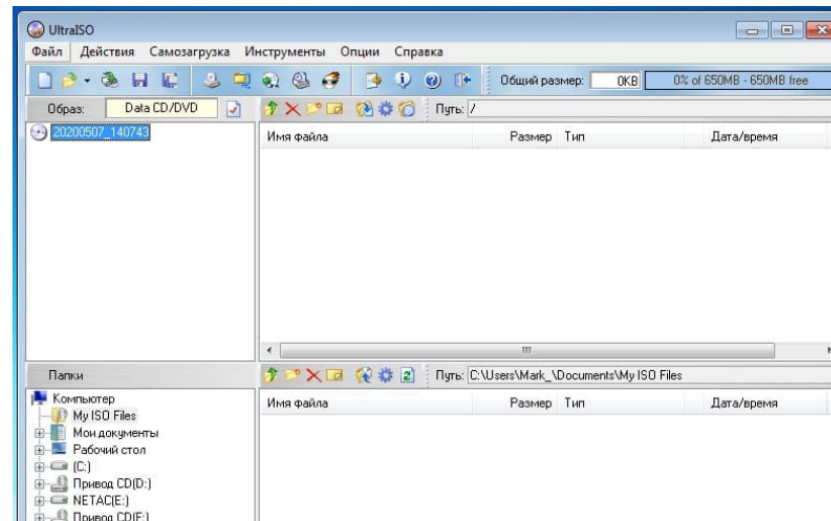 UltraISO
Файл Действия Самозагрузка Инструменты Опции Справка
Общий размер: 0KB 0% of 650MB - 650MB free
Образ: Data CD/DVD Путь: /
20200507_140743 Имя файла Размер Тип Дата/время
Папки Путь: C:\Users\Mark_\Documents\My ISO Files
Компьютер Имя файла Размер Тип Дата/время
My ISO Files
Мои документы
Рабочий стол
(C:)
Привод CD(D:)
NETAC(E:)
Привод CD(F:)